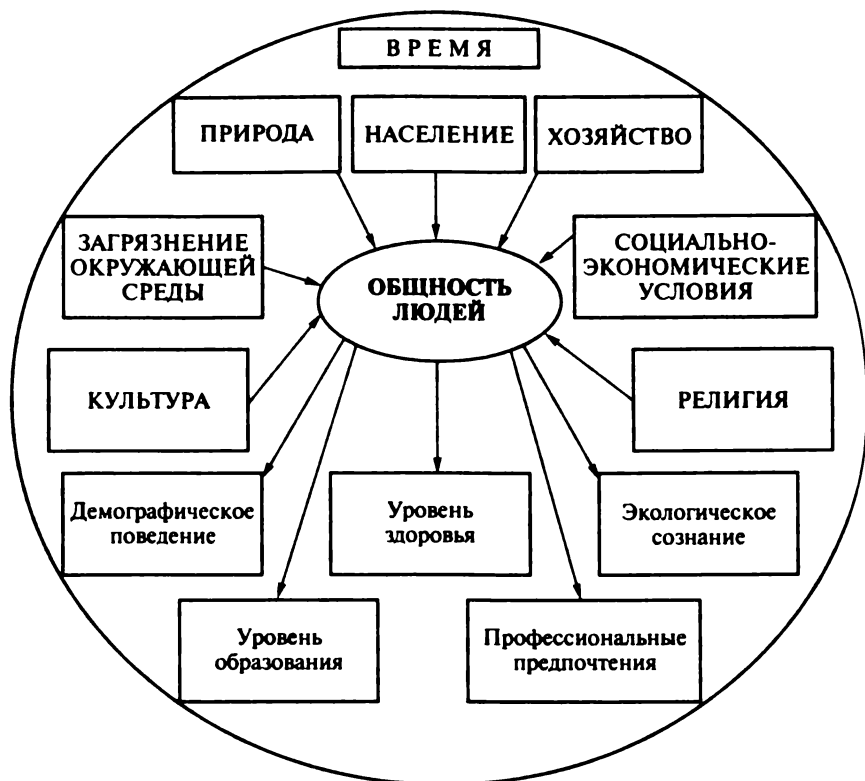 ВРЕМЯ
ПРИРОДА
НАСЕЛЕНИЕ
ХОЗЯЙСТВО
ЗАГРЯЗНЕНИЕ
ОКРУЖАЮЩЕЙ
СРЕДЫ
СОЦИАЛЬНО-
ЭКОНОМИЧЕСКИЕ
УСЛОВИЯ
ОБЩНОСТЬ
ЛЮДЕЙ
КУЛЬТУРА
РЕЛИГИЯ
Демографическое
поведение
Уровень
здоровья
Экологическое
сознание
Уровень
образования
Профессиональные
предпочтения